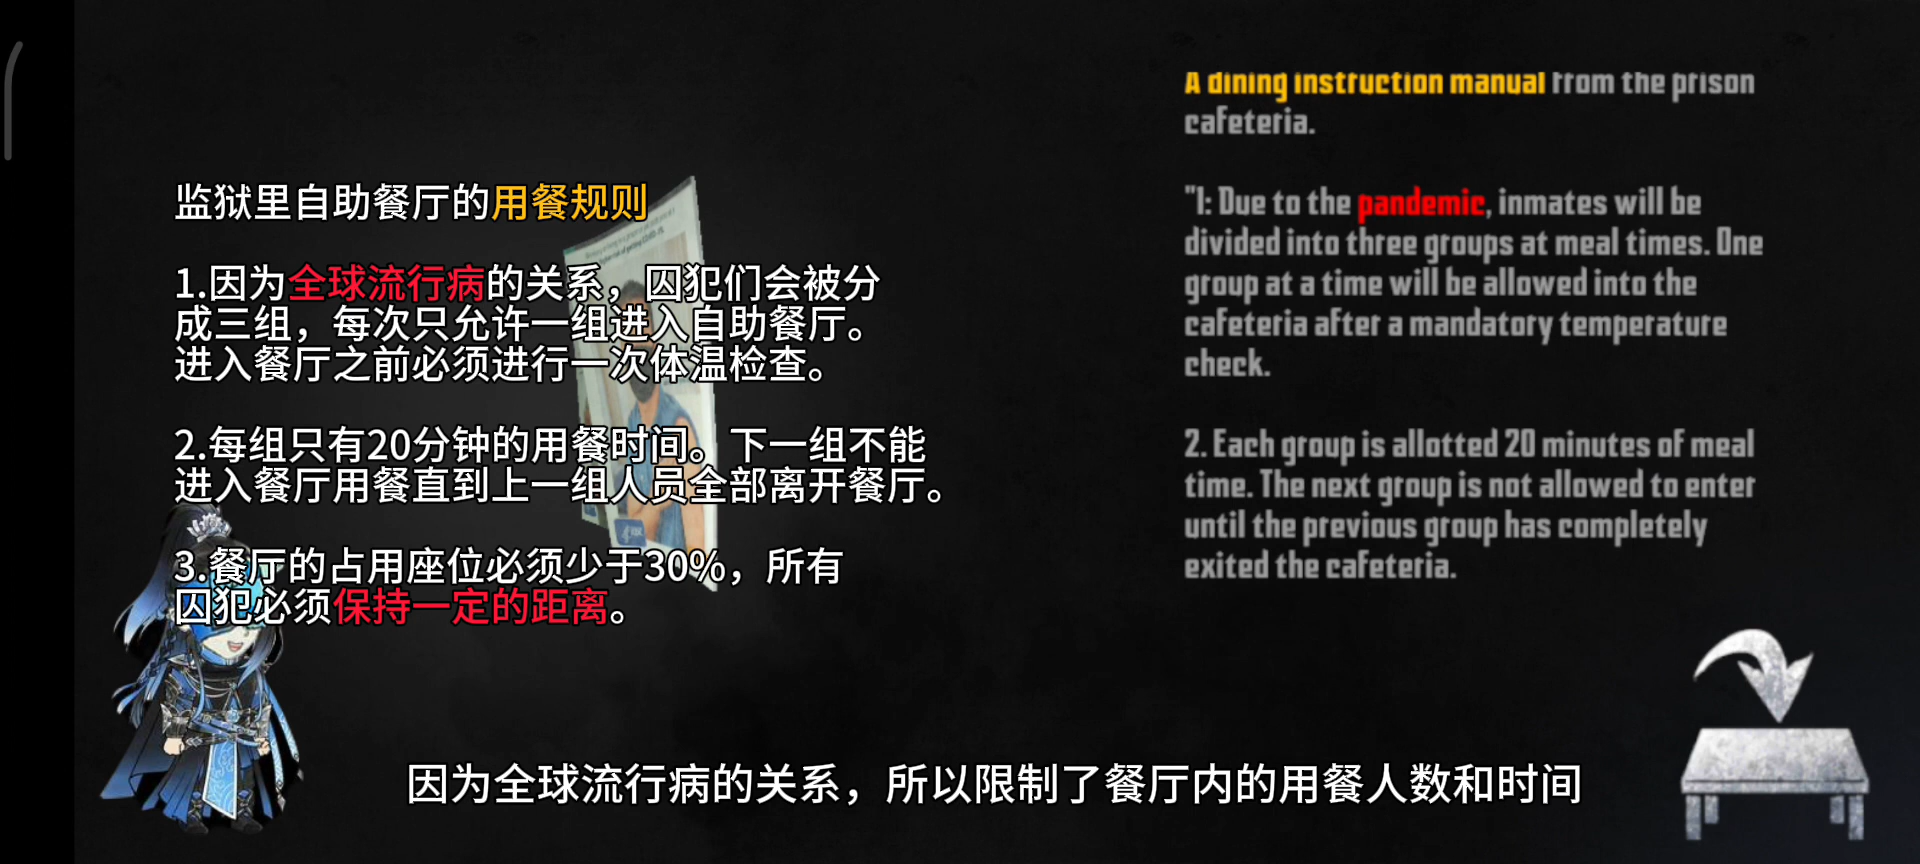 监狱里自助餐厅的用餐规则
1.因为全球流行病的关系，囚犯们会被分
成三组，每次只允许一组进入自助餐厅。
进入餐厅之前必须进行一次体温检查。
2.每组只有20分钟的用餐时间。下一组不能
进入餐厅用餐直到上一组人员全部离开餐厅。
3.餐厅的占用座位必须少于30%，所有
囚犯必须保持一定的距离。
A dining instruction manual from the prison
cafeteria.
"1: Due to the pandemic, inmates will be
divided into three groups at meal times. One
group at a time will be allowed into the
cafeteria after a mandatory temperature
check.
2. Each group is allotted 20 minutes of meal
time. The next group is not allowed to enter
until the previous group has completely
exited the cafeteria.
因为全球流行病的关系，所以限制了餐厅内的用餐人数和时间